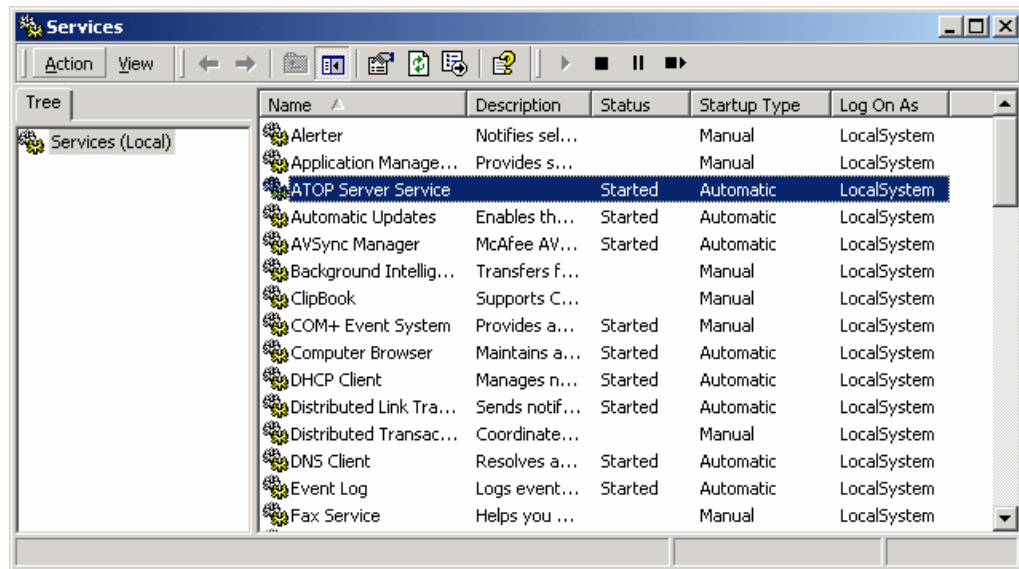 Services
Action View
Tree
Services (Local)
Name Description Status Startup Type Log On As
Alerter Notifies sel... Manual LocalSystem
Application Manage... Provides s... Manual LocalSystem
ATOP Server Service Started Automatic LocalSystem
Automatic Updates Enables th... Started Automatic LocalSystem
AVSync Manager McAfee AV... Started Automatic LocalSystem
Background Intellig... Transfers f... Manual LocalSystem
ClipBook Supports C... Manual LocalSystem
COM+ Event System Provides a... Started Manual LocalSystem
Computer Browser Maintains a... Started Automatic LocalSystem
DHCP Client Manages n... Started Automatic LocalSystem
Distributed Link Tra... Sends notif... Started Automatic LocalSystem
Distributed Transac... Coordinate... Manual LocalSystem
DNS Client Resolves a... Started Automatic LocalSystem
Event Log Logs event... Started Automatic LocalSystem
Fax Service Helps you ... Manual LocalSystem